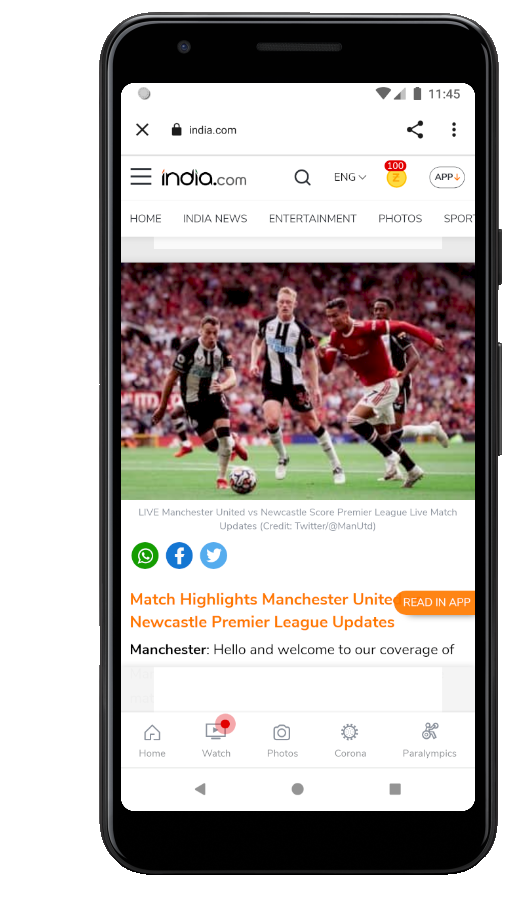 11:45
india.com
india.com
ENG
100
Z
APP
HOME INDIA NEWS ENTERTAINMENT PHOTOS SPORT
7
LIVE Manchester United vs Newcastle Score Premier League Live Match
Updates (Credit: Twitter/@ManUtd)
Match Highlights Manchester Unite
READ IN APP
Newcastle Premier League Updates
Manchester: Hello and welcome to our coverage of
Home Watch Photos Corona Paralympics